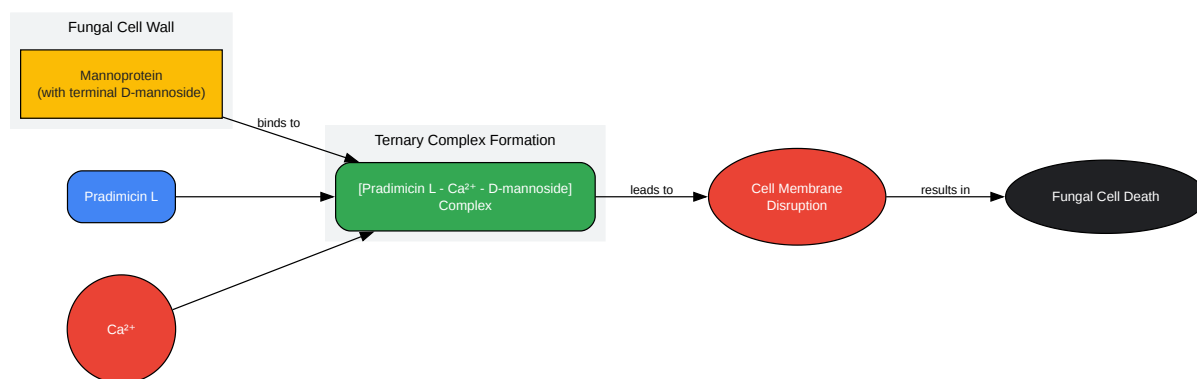 Fungal Cell Wall
Mannoprotein
(with terminal D-mannoside)
binds to
Ternary Complex Formation
Pradimicin L
[Pradimicin L - Ca²⁺ - D-mannoside]
Complex
leads to
Cell Membrane
Disruption
results in
Fungal Cell Death
Ca²⁺